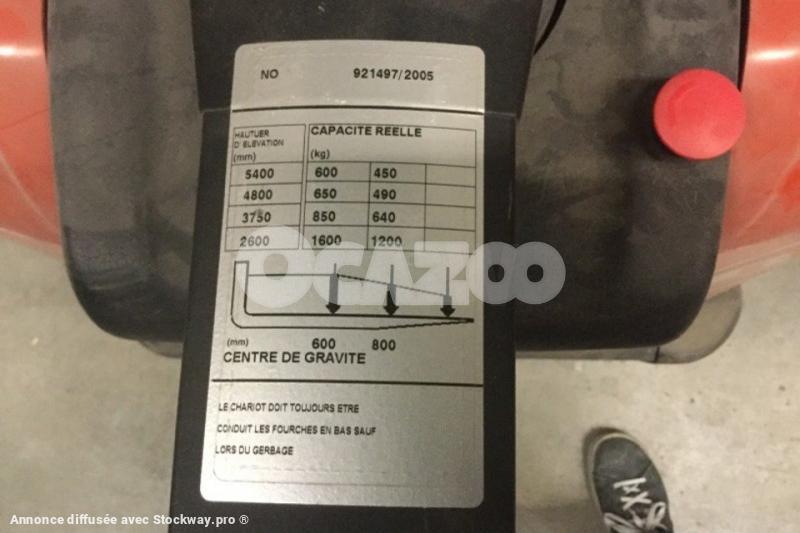 NO 921497/2005
HAUTUER CAPACITE REELLE
D' ELEVATION
(mm) (kg)
5400 600 450
4800 650 490
3750 850 640
2600 1600 1200
OCAZOO
(mm) 600 800
CENTRE DE GRAVITE
LE CHARIOT DOIT TOUJOURS ETRE
CONDUIT LES FOURCHES EN BAS SAUF
LORS DU GERBAGE
Annonce diffusée avec Stockway.pro ®